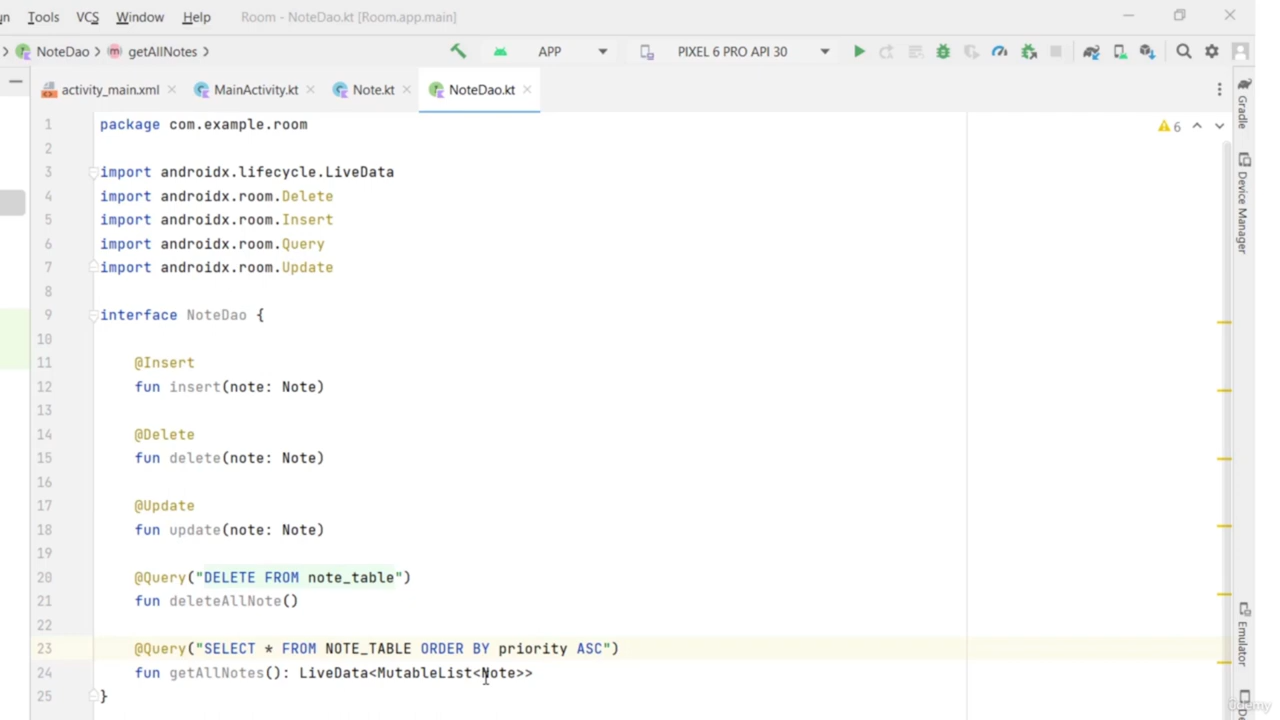 Tools VCS Window Help Room - NoteDao.kt [Room.app.main]
NoteDao getAllNotes APP PIXEL 6 PRO API 30
activity_main.xml MainActivity.kt Note.kt NoteDao.kt
1 package com.example.room
6
2
3 import androidx.lifecycle.LiveData
4 import androidx.room.Delete
5 import androidx.room.Insert
6 import androidx.room.Query
7 import androidx.room.Update
8
9 interface NoteDao {
10
11 @Insert
12 fun insert(note: Note)
13
14 @Delete
15 fun delete(note: Note)
16
17 @Update
18 fun update(note: Note)
19
20 @Query("DELETE FROM note_table")
21 fun deleteAllNote()
22
23 @Query("SELECT * FROM NOTE_TABLE ORDER BY priority ASC")
24 fun getAllNotes(): LiveData<MutableList<Note>>
25 }
Gradle
Device Manager
Emulator
ûdemy